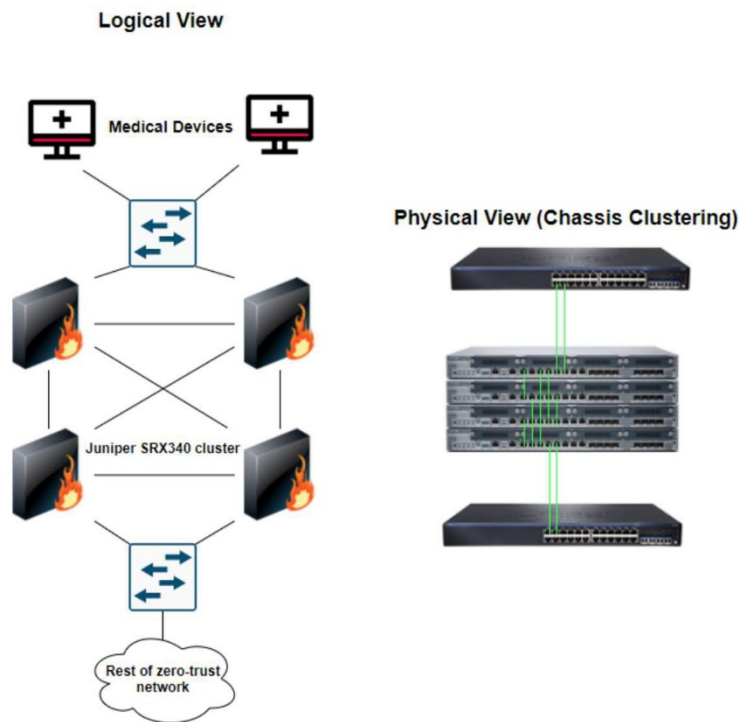 Logical View
Medical Devices
Physical View (Chassis Clustering)
Juniper SRX340 cluster
Rest of zero-trust
network